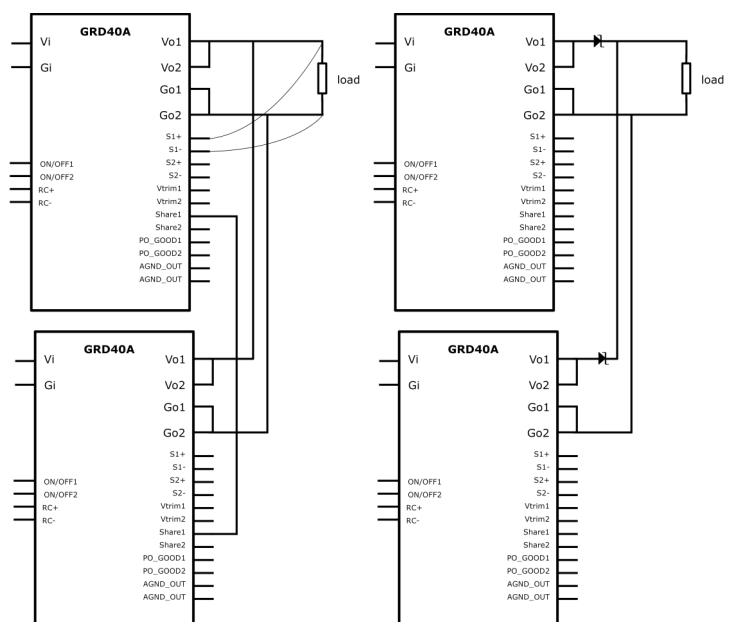 GRD40A
Vi
Gi
ON/OFF1
ON/OFF2
RC+
RC-
Vo1
Vo2
Go1
Go2
S1+
S1-
S2+
S2-
Vtrim1
Vtrim2
Share1
Share2
PO_GOOD1
PO_GOOD2
AGND_OUT
AGND_OUT
load
GRD40A
Vi
Gi
ON/OFF1
ON/OFF2
RC+
RC-
Vo1
Vo2
Go1
Go2
S1+
S1-
S2+
S2-
Vtrim1
Vtrim2
Share1
Share2
PO_GOOD1
PO_GOOD2
AGND_OUT
AGND_OUT
load
GRD40A
Vi
Gi
ON/OFF1
ON/OFF2
RC+
RC-
Vo1
Vo2
Go1
Go2
S1+
S1-
S2+
S2-
Vtrim1
Vtrim2
Share1
Share2
PO_GOOD1
PO_GOOD2
AGND_OUT
AGND_OUT
GRD40A
Vi
Gi
ON/OFF1
ON/OFF2
RC+
RC-
Vo1
Vo2
Go1
Go2
S1+
S1-
S2+
S2-
Vtrim1
Vtrim2
Share1
Share2
PO_GOOD1
PO_GOOD2
AGND_OUT
AGND_OUT